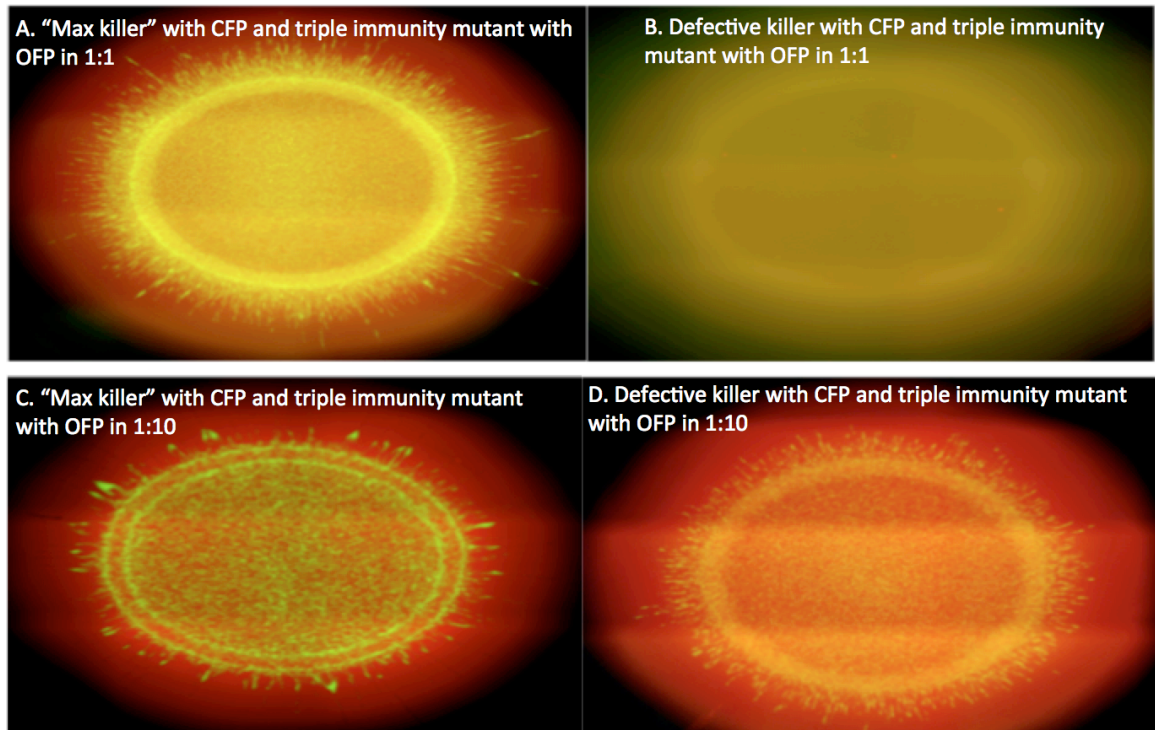 A. “Max killer” with CFP and triple immunity mutant with
OFP in 1:1
B. Defective killer with CFP and triple immunity
mutant with OFP in 1:1
C. “Max killer” with CFP and triple immunity mutant
with OFP in 1:10
D. Defective killer with CFP and triple immunity mutant
with OFP in 1:10